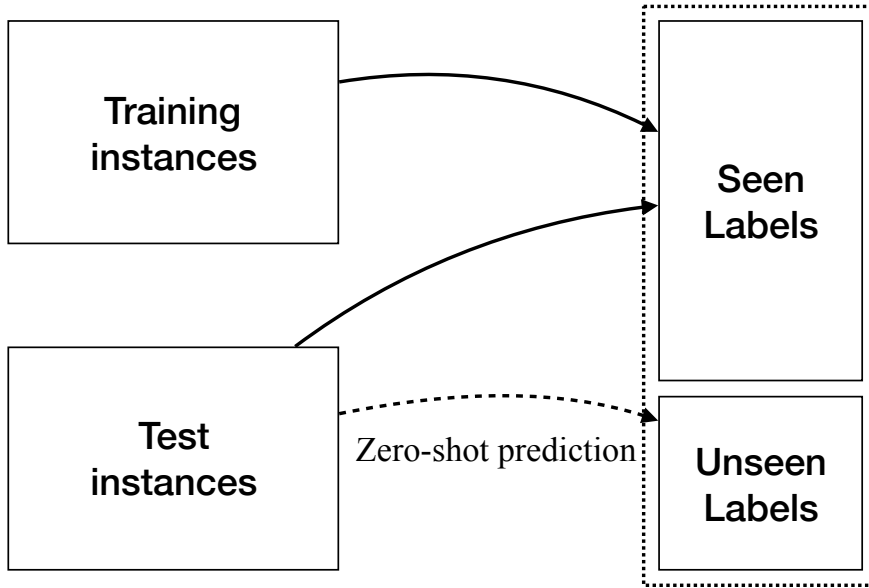 Training
instances
Seen
Labels
Test
instances
Zero-shot prediction
Unseen
Labels